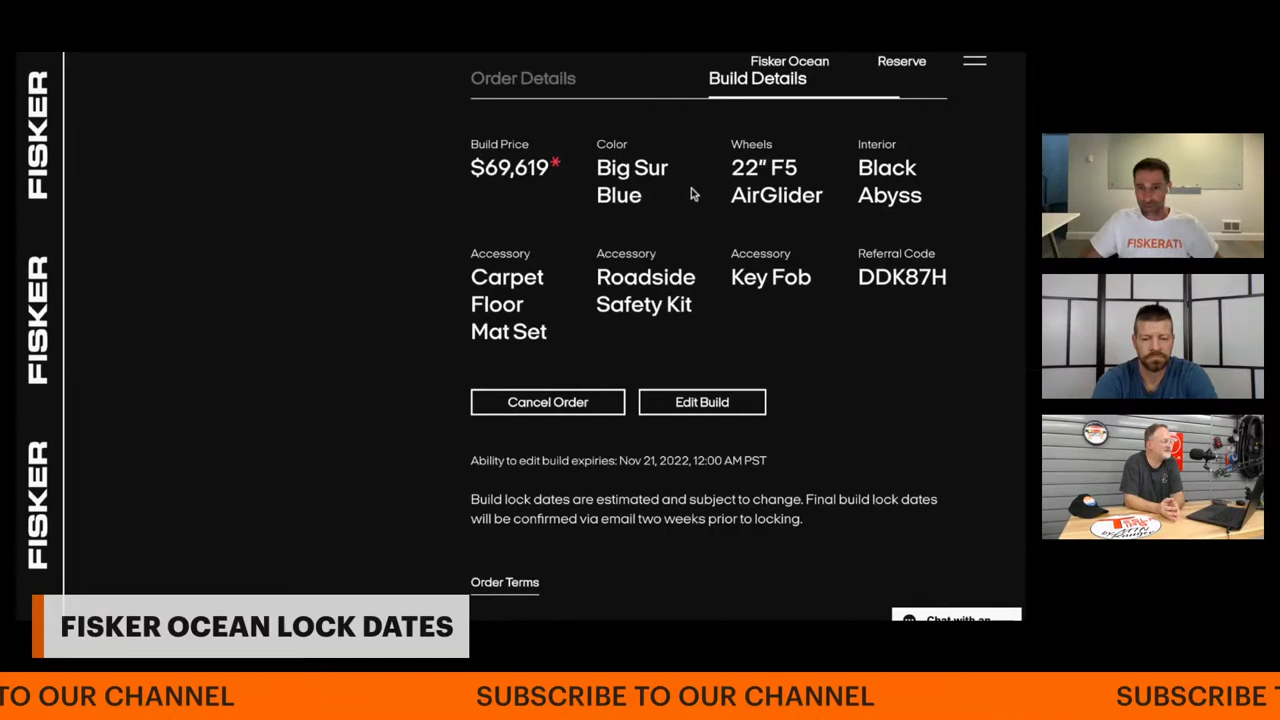 FISKER
FISKER
FISKER
Fisker Ocean
Reserve
Order Details
Build Details
Build Price
$69,619*
Color
Big Sur
Blue
Wheels
22” F5
AirGlider
Interior
Black
Abyss
Accessory
Carpet
Floor
Mat Set
Accessory
Roadside
Safety Kit
Accessory
Key Fob
Referral Code
DDK87H
Cancel Order
Edit Build
Ability to edit build expiries: Nov 21, 2022, 12:00 AM PST
Build lock dates are estimated and subject to change. Final build lock dates
will be confirmed via email two weeks prior to locking.
Order Terms
Chat with an
FISKERATI
FISKER OCEAN LOCK DATES
TO OUR CHANNEL
SUBSCRIBE TO OUR CHANNEL
SUBSCRIBE T